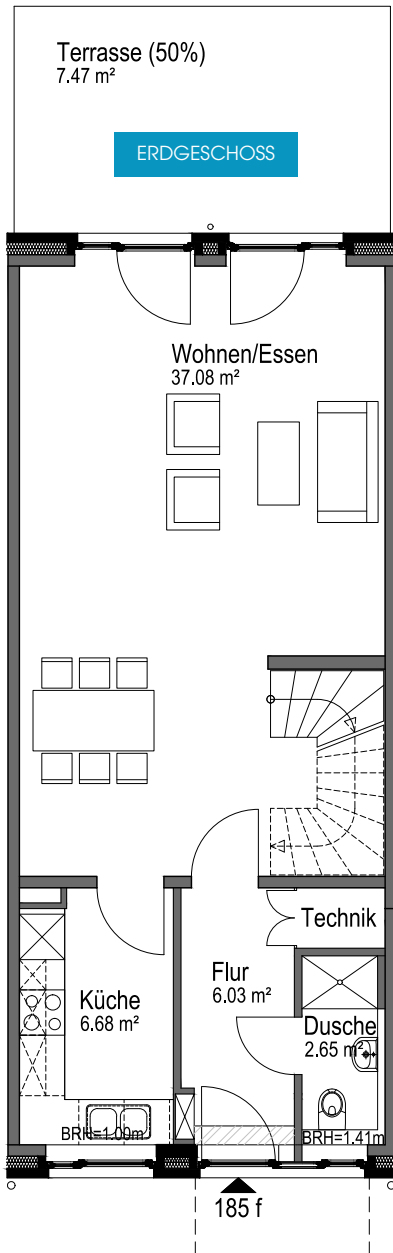 Terrasse (50%)
7.47 m²
ERDGESCHOSS
Wohnen/Essen
37.08 m²
Technik
Flur
6.03 m²
Küche
6.68 m²
Dusche
2.65 m²
BRH=1.00m
BRH=1.41m
185 f